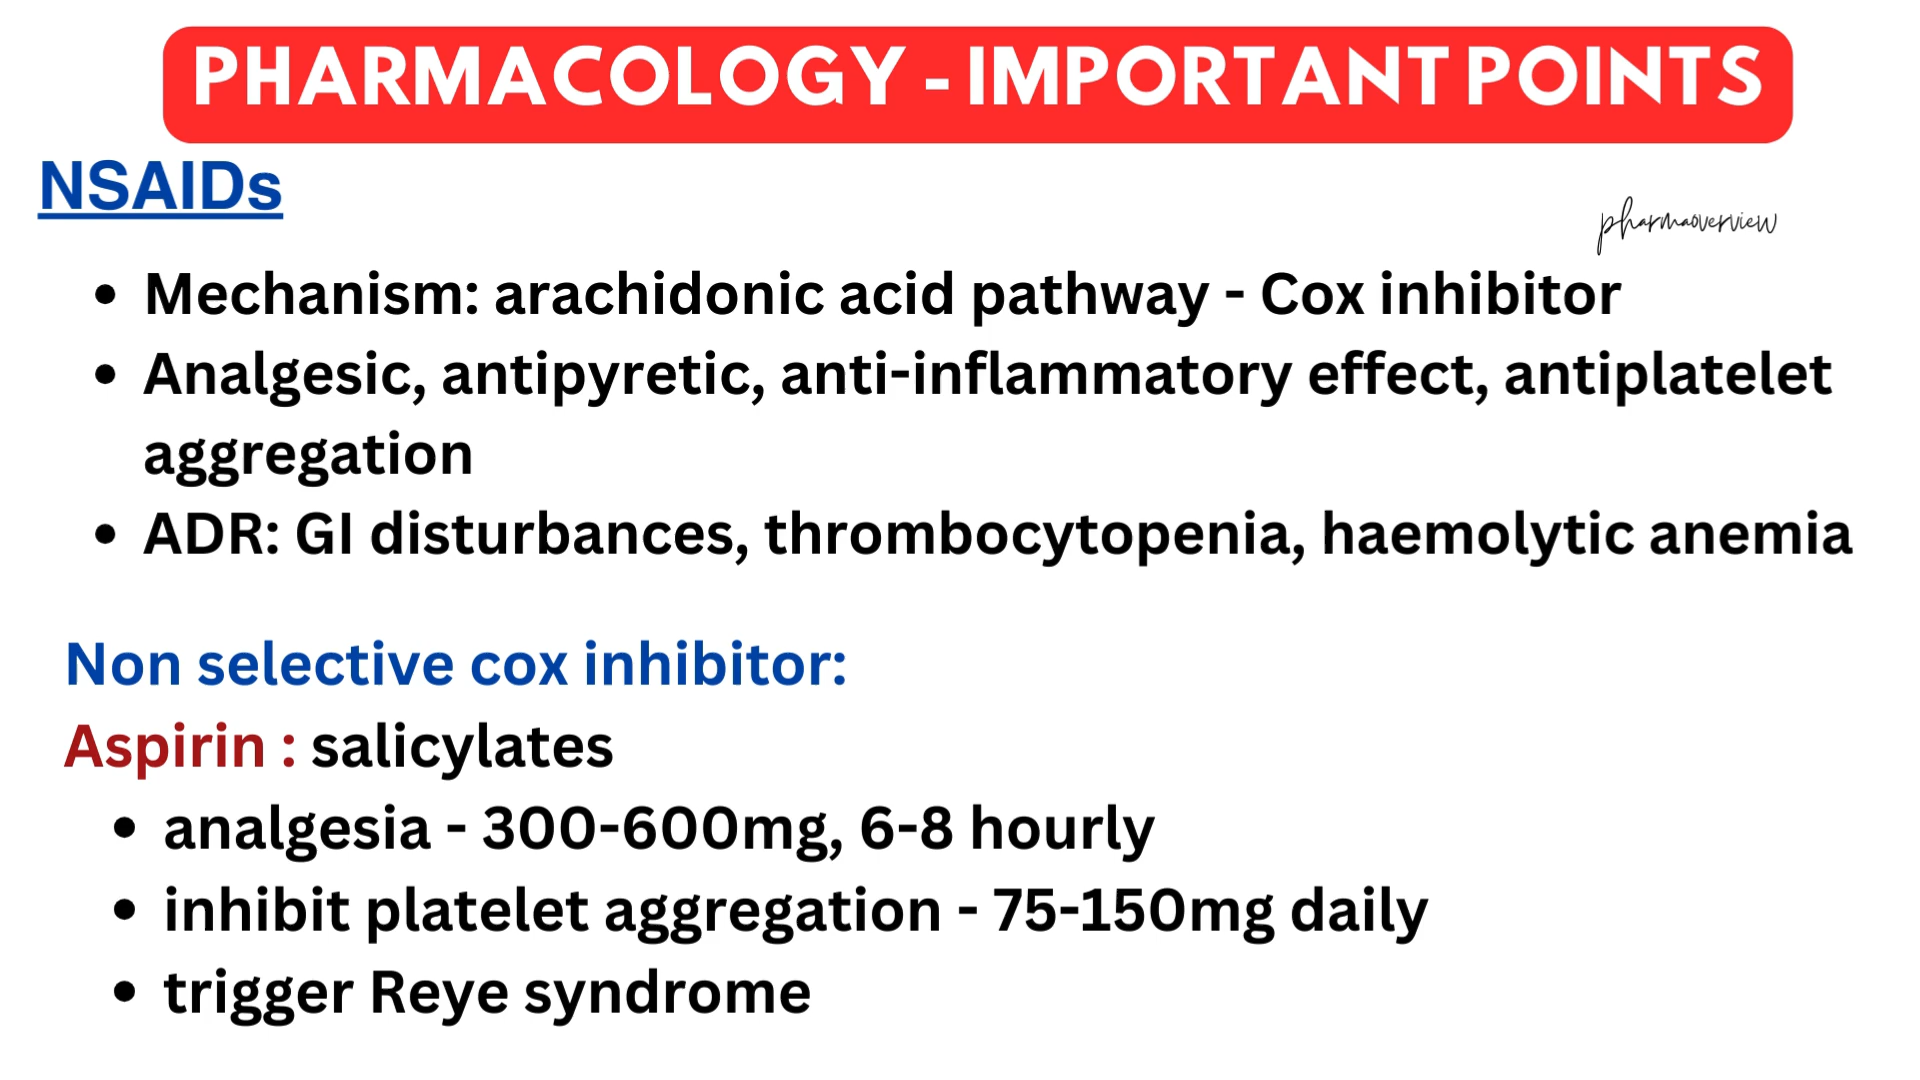 PHARMACOLOGY - IMPORTANT POINTS
NSAIDs
pharmaoverview
• Mechanism: arachidonic acid pathway - Cox inhibitor
• Analgesic, antipyretic, anti-inflammatory effect, antiplatelet
aggregation
• ADR: GI disturbances, thrombocytopenia, haemolytic anemia
Non selective cox inhibitor:
Aspirin : salicylates
• analgesia - 300-600mg, 6-8 hourly
• inhibit platelet aggregation - 75-150mg daily
• trigger Reye syndrome